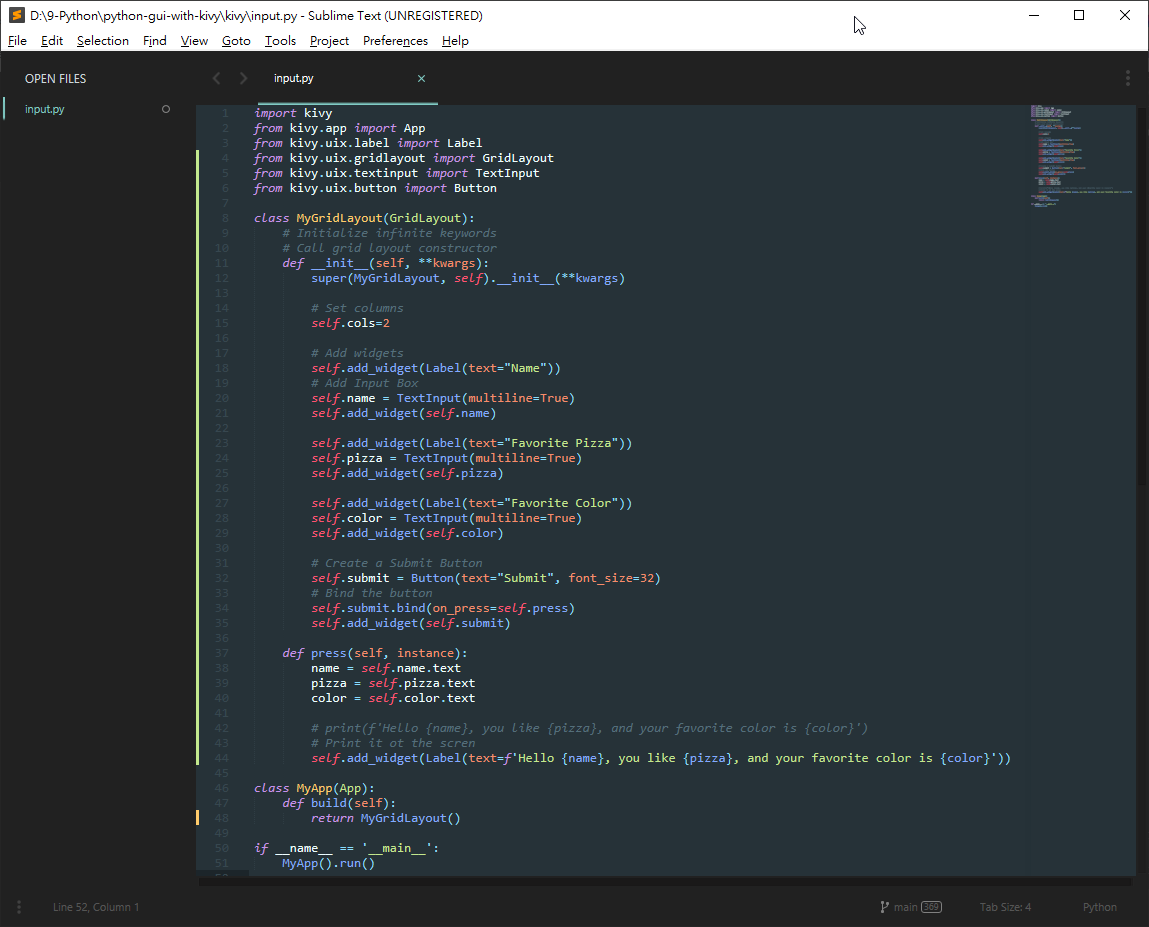 D:\9-Python\python-gui-with-kivy\kivy\input.py - Sublime Text (UNREGISTERED)
File Edit Selection Find View Goto Tools Project Preferences Help
OPEN FILES
input.py
input.py
1 import kivy
2 from kivy.app import App
3 from kivy.uix.label import Label
4 from kivy.uix.gridlayout import GridLayout
5 from kivy.uix.textinput import TextInput
6 from kivy.uix.button import Button
7
8 class MyGridLayout(GridLayout):
9     # Initialize infinite keywords
10     # Call grid layout constructor
11     def __init__(self, **kwargs):
12         super(MyGridLayout, self).__init__(**kwargs)
13
14         # Set columns
15         self.cols=2
16
17         # Add widgets
18         self.add_widget(Label(text="Name"))
19         # Add Input Box
20         self.name = TextInput(multiline=True)
21         self.add_widget(self.name)
22
23         self.add_widget(Label(text="Favorite Pizza"))
24         self.pizza = TextInput(multiline=True)
25         self.add_widget(self.pizza)
26
27         self.add_widget(Label(text="Favorite Color"))
28         self.color = TextInput(multiline=True)
29         self.add_widget(self.color)
30
31         # Create a Submit Button
32         self.submit = Button(text="Submit", font_size=32)
33         # Bind the button
34         self.submit.bind(on_press=self.press)
35         self.add_widget(self.submit)
36
37     def press(self, instance):
38         name = self.name.text
39         pizza = self.pizza.text
40         color = self.color.text
41
42         # print(f'Hello {name}, you like {pizza}, and your favorite color is {color}')
43         # Print it ot the scren
44         self.add_widget(Label(text=f'Hello {name}, you like {pizza}, and your favorite color is {color}'))
45
46 class MyApp(App):
47     def build(self):
48         return MyGridLayout()
49
50 if __name__ == '__main__':
51     MyApp().run()
Line 52, Column 1
main 369
Tab Size: 4
Python